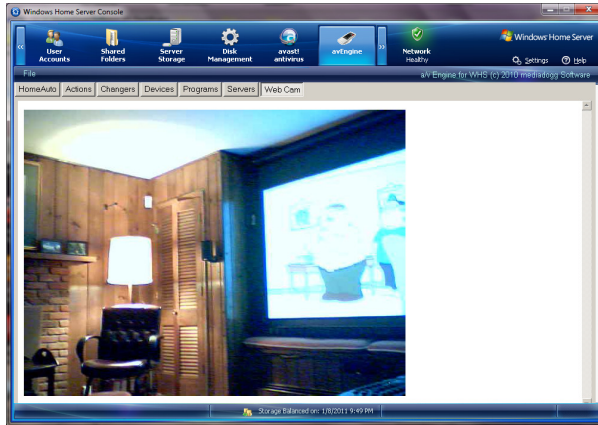 Windows Home Server Console
«
User Accounts
Shared Folders
Server Storage
Disk Management
avast! antivirus
avEngine
»
Network Healthy
Windows Home Server
Settings
Help
File
a/v Engine for WHS (c) 2010 mediadogg Software
HomeAuto Actions Changers Devices Programs Servers Web Cam
Storage Balanced on: 1/8/2011 9:49 PM